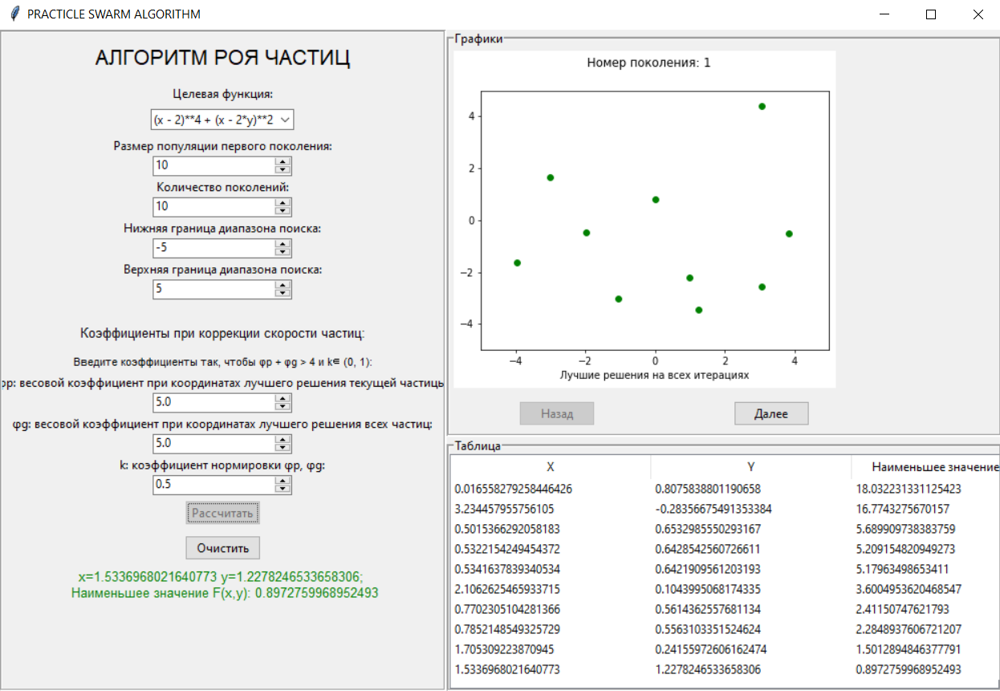 PRACTICLE SWARM ALGORITHM
АЛГОРИТМ РОЯ ЧАСТИЦ
Целевая функция:
(x - 2)**4 + (x - 2*y)**2
Размер популяции первого поколения:
10
Количество поколений:
10
Нижняя граница диапазона поиска:
-5
Верхняя граница диапазона поиска:
5
Коэффициенты при коррекции скорости частиц:
Введите коэффициенты так, чтобы φp + φg > 4 и k∈ (0, 1):
φp: весовой коэффициент при координатах лучшего решения текущей частицы
5.0
φg: весовой коэффициент при координатах лучшего решения всех частиц:
5.0
k: коэффициент нормировки φp, φg:
0.5
Рассчитать
Очистить
x=1.5336968021640773 y=1.2278246533658306;
Наименьшее значение F(x,y): 0.8972759968952493
Графики
Номер поколения: 1
4
2
0
−2
−4
−4 −2 0 2 4
Лучшие решения на всех итерациях
Назад Далее
Таблица
X Y Наименьшее значение
0.016558279258446426 0.8075838801190658 18.032231331125423
3.234457955756105 -0.28356675491353384 16.7743275670157
0.5015366292058183 0.6532985550293167 5.689909738383759
0.5322154249454372 0.6428542560726611 5.209154820949273
0.5341637839340534 0.6421909561203193 5.17963498653411
2.1062625465933715 0.1043995068174335 3.6004953620468547
0.7702305104281366 0.5614362557681134 2.41150747621793
0.7852148549325729 0.5563103351524624 2.2848937606721207
1.705309223870945 0.24155972606162474 1.5012894846377791
1.5336968021640773 1.2278246533658306 0.8972759968952493